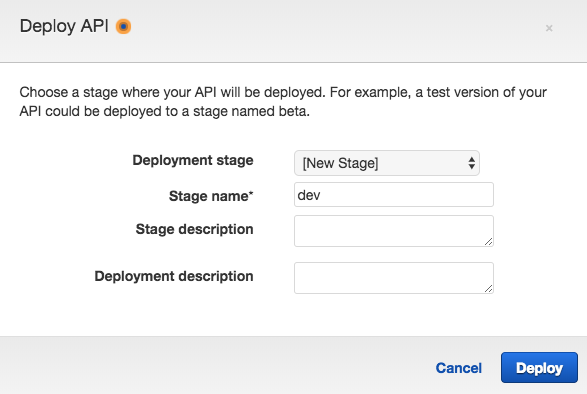 Deploy API
×
Choose a stage where your API will be deployed. For example, a test version of your
API could be deployed to a stage named beta.
Deployment stage [New Stage]
Stage name* dev
Stage description
Deployment description
Cancel Deploy